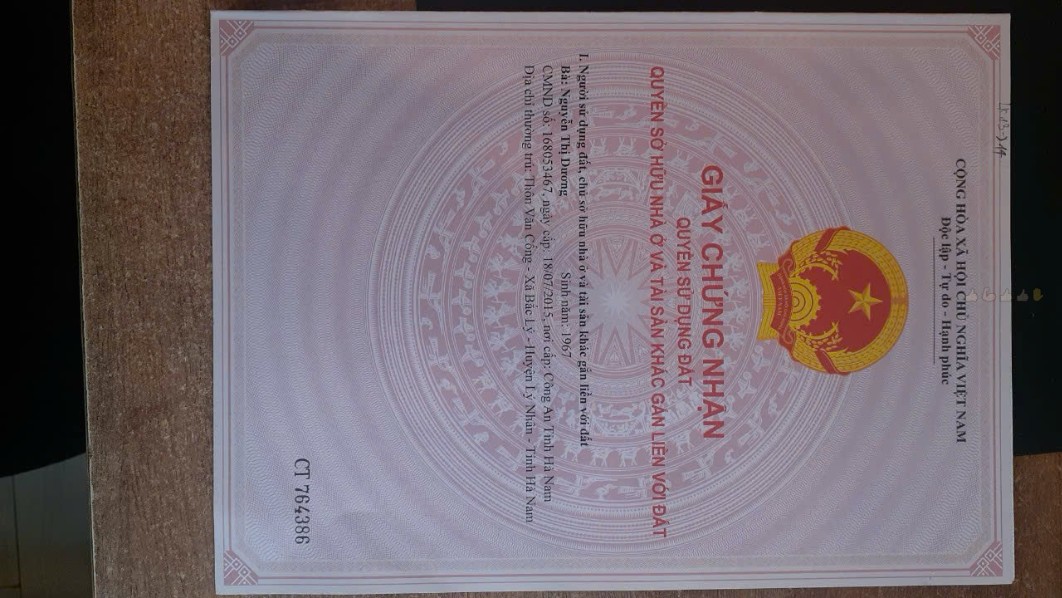 CỘNG HÒA XÃ HỘI CHỦ NGHĨA VIỆT NAM
Độc lập - Tự do - Hạnh phúc
GIẤY CHỨNG NHẬN
QUYỀN SỬ DỤNG ĐẤT
QUYỀN SỞ HỮU NHÀ Ở VÀ TÀI SẢN KHÁC GẮN LIỀN VỚI ĐẤT
I. Người sử dụng đất, chủ sở hữu nhà ở và tài sản khác gắn liền với đất
Bà: Nguyễn Thị Dương Sinh năm: 1967
CMND số: 168053467, ngày cấp: 18/07/2015, nơi cấp: Công An Tỉnh Hà Nam
Địa chỉ thường trú: Thôn Văn Cống - Xã Bắc Lý - Huyện Lý Nhân - Tỉnh Hà Nam
CT 764386